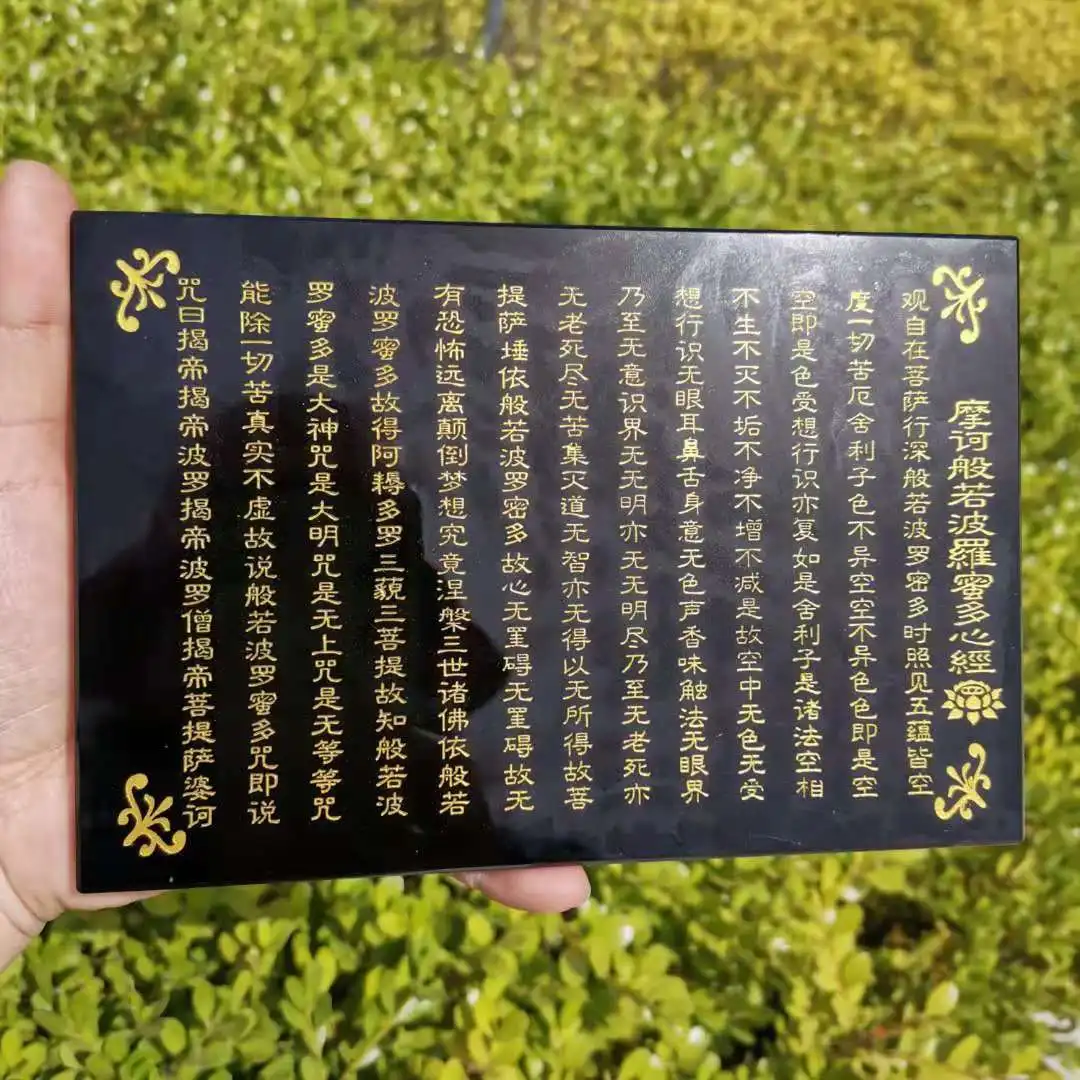 摩诃般若波羅蜜多心經
观自在菩萨行深般若波罗密多时照见五蕴皆空
度一切苦厄舍利子色不异空空不异色色即是空
空即是色受想行识亦复如是舍利子是诸法空相
不生不灭不垢不净不增不减是故空中无色无受
想行识无眼耳鼻舌身意无色声香味触法无眼界
乃至无意识界无无明亦无无明尽乃至无老死亦
无老死尽无苦集灭道无智亦无得以无所得故菩
提萨埵依般若波罗密多故心无罣碍无罣碍故无
有恐怖远离颠倒梦想究竟涅槃三世诸佛依般若
波罗蜜多故得阿耨多罗三藐三菩提故知般若波
罗蜜多是大神咒是大明咒是无上咒是无等等咒
能除一切苦真实不虚故说般若波罗蜜多咒即说
咒曰揭帝揭帝波罗揭帝波罗僧揭帝菩提萨婆诃